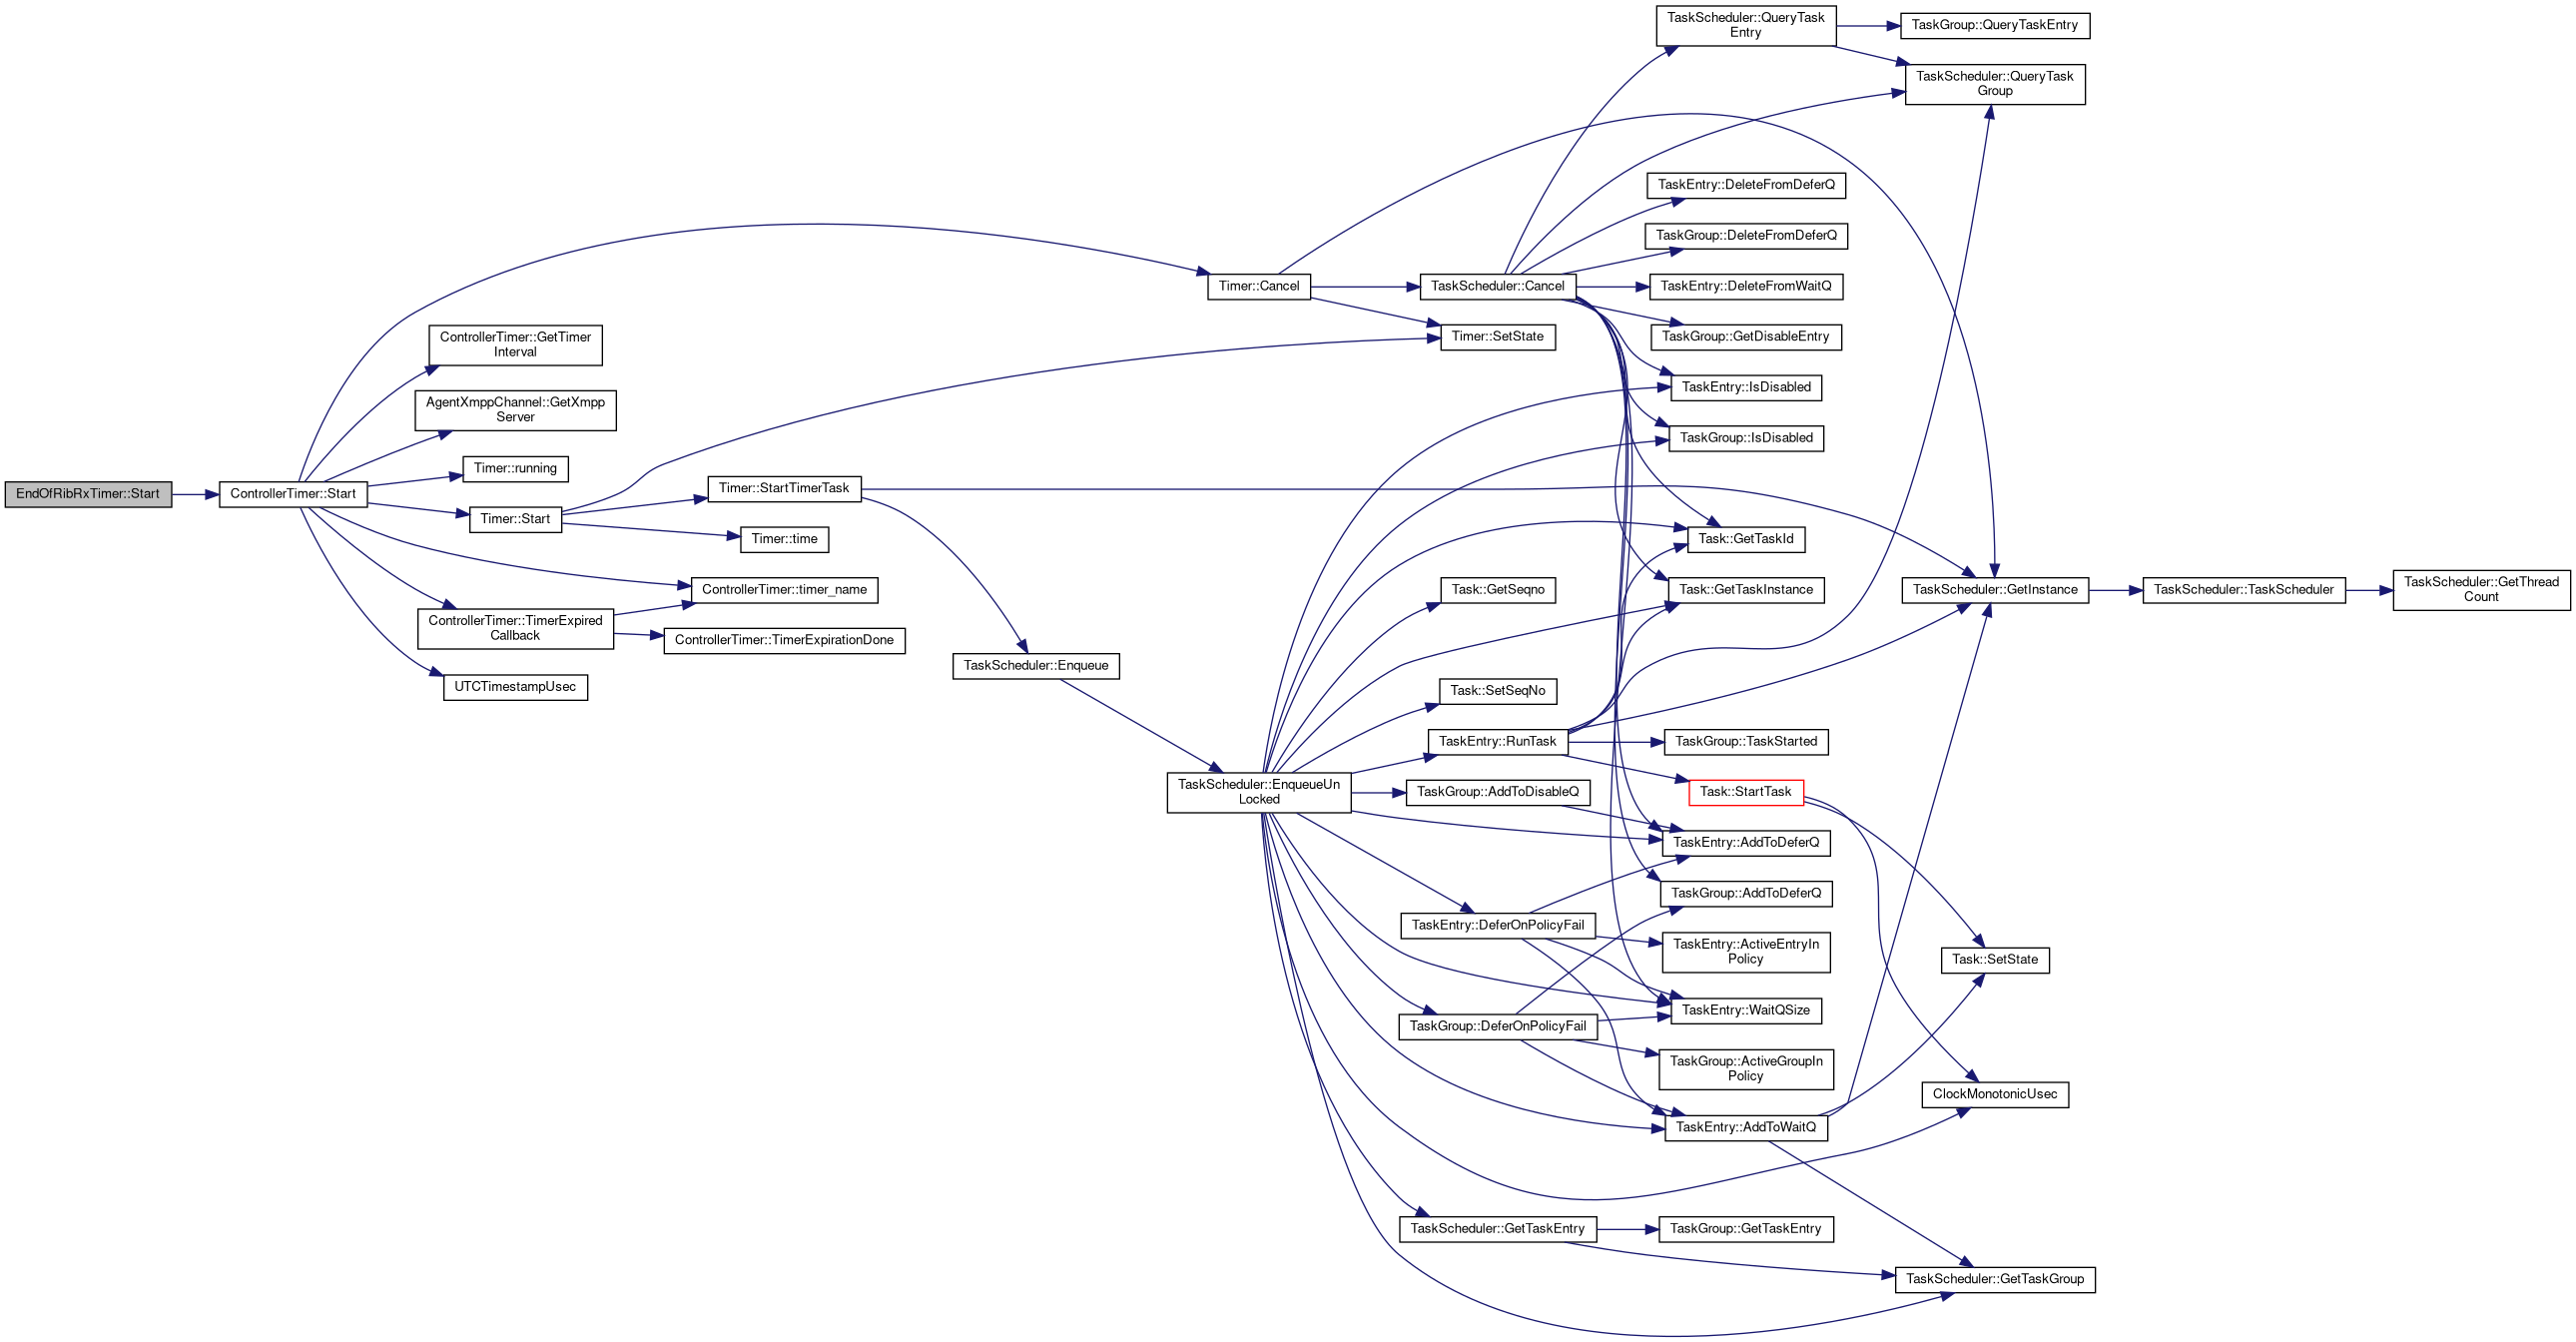 EndOfRibRxTimer::Start
ControllerTimer::Start
Timer::Cancel
ControllerTimer::GetTimer
Interval
AgentXmppChannel::GetXmpp
Server
Timer::running
Timer::Start
ControllerTimer::timer_name
ControllerTimer::TimerExpired
Callback
UTCTimestampUsec
Timer::StartTimerTask
Timer::time
ControllerTimer::TimerExpirationDone
TaskScheduler::Enqueue
TaskScheduler::Cancel
Timer::SetState
TaskScheduler::QueryTask
Entry
TaskGroup::QueryTaskEntry
TaskScheduler::QueryTask
Group
TaskEntry::DeleteFromDeferQ
TaskGroup::DeleteFromDeferQ
TaskEntry::DeleteFromWaitQ
TaskGroup::GetDisableEntry
TaskEntry::IsDisabled
TaskGroup::IsDisabled
Task::GetTaskId
Task::GetSeqno
Task::GetTaskInstance
TaskScheduler::GetInstance
TaskScheduler::TaskScheduler
TaskScheduler::GetThread
Count
Task::SetSeqNo
TaskEntry::RunTask
TaskGroup::TaskStarted
TaskScheduler::EnqueueUn
Locked
TaskGroup::AddToDisableQ
Task::StartTask
TaskEntry::AddToDeferQ
TaskGroup::AddToDeferQ
TaskEntry::DeferOnPolicyFail
TaskEntry::ActiveEntryIn
Policy
Task::SetState
TaskEntry::WaitQSize
TaskGroup::DeferOnPolicyFail
TaskGroup::ActiveGroupIn
Policy
ClockMonotonicUsec
TaskEntry::AddToWaitQ
TaskScheduler::GetTaskEntry
TaskGroup::GetTaskEntry
TaskScheduler::GetTaskGroup